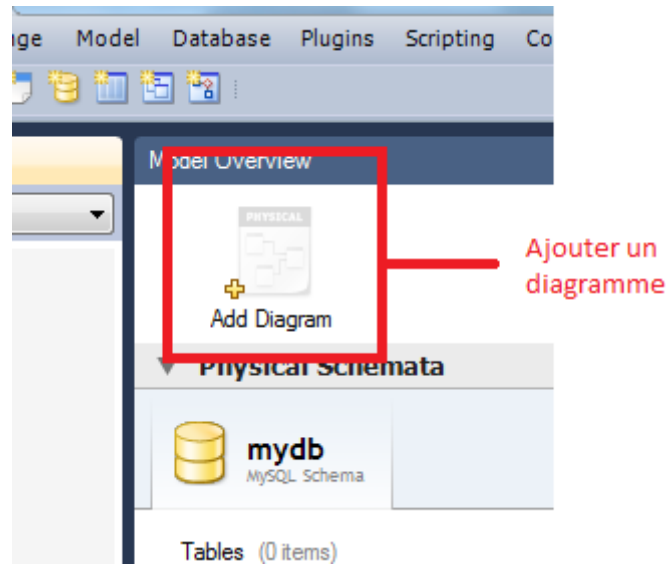 age Model Database Plugins Scripting Co
Model Overview
PHYSICAL
Add Diagram
Ajouter un
diagramme
Physical Schemata
mydb
MySQL Schema
Tables (0 items)